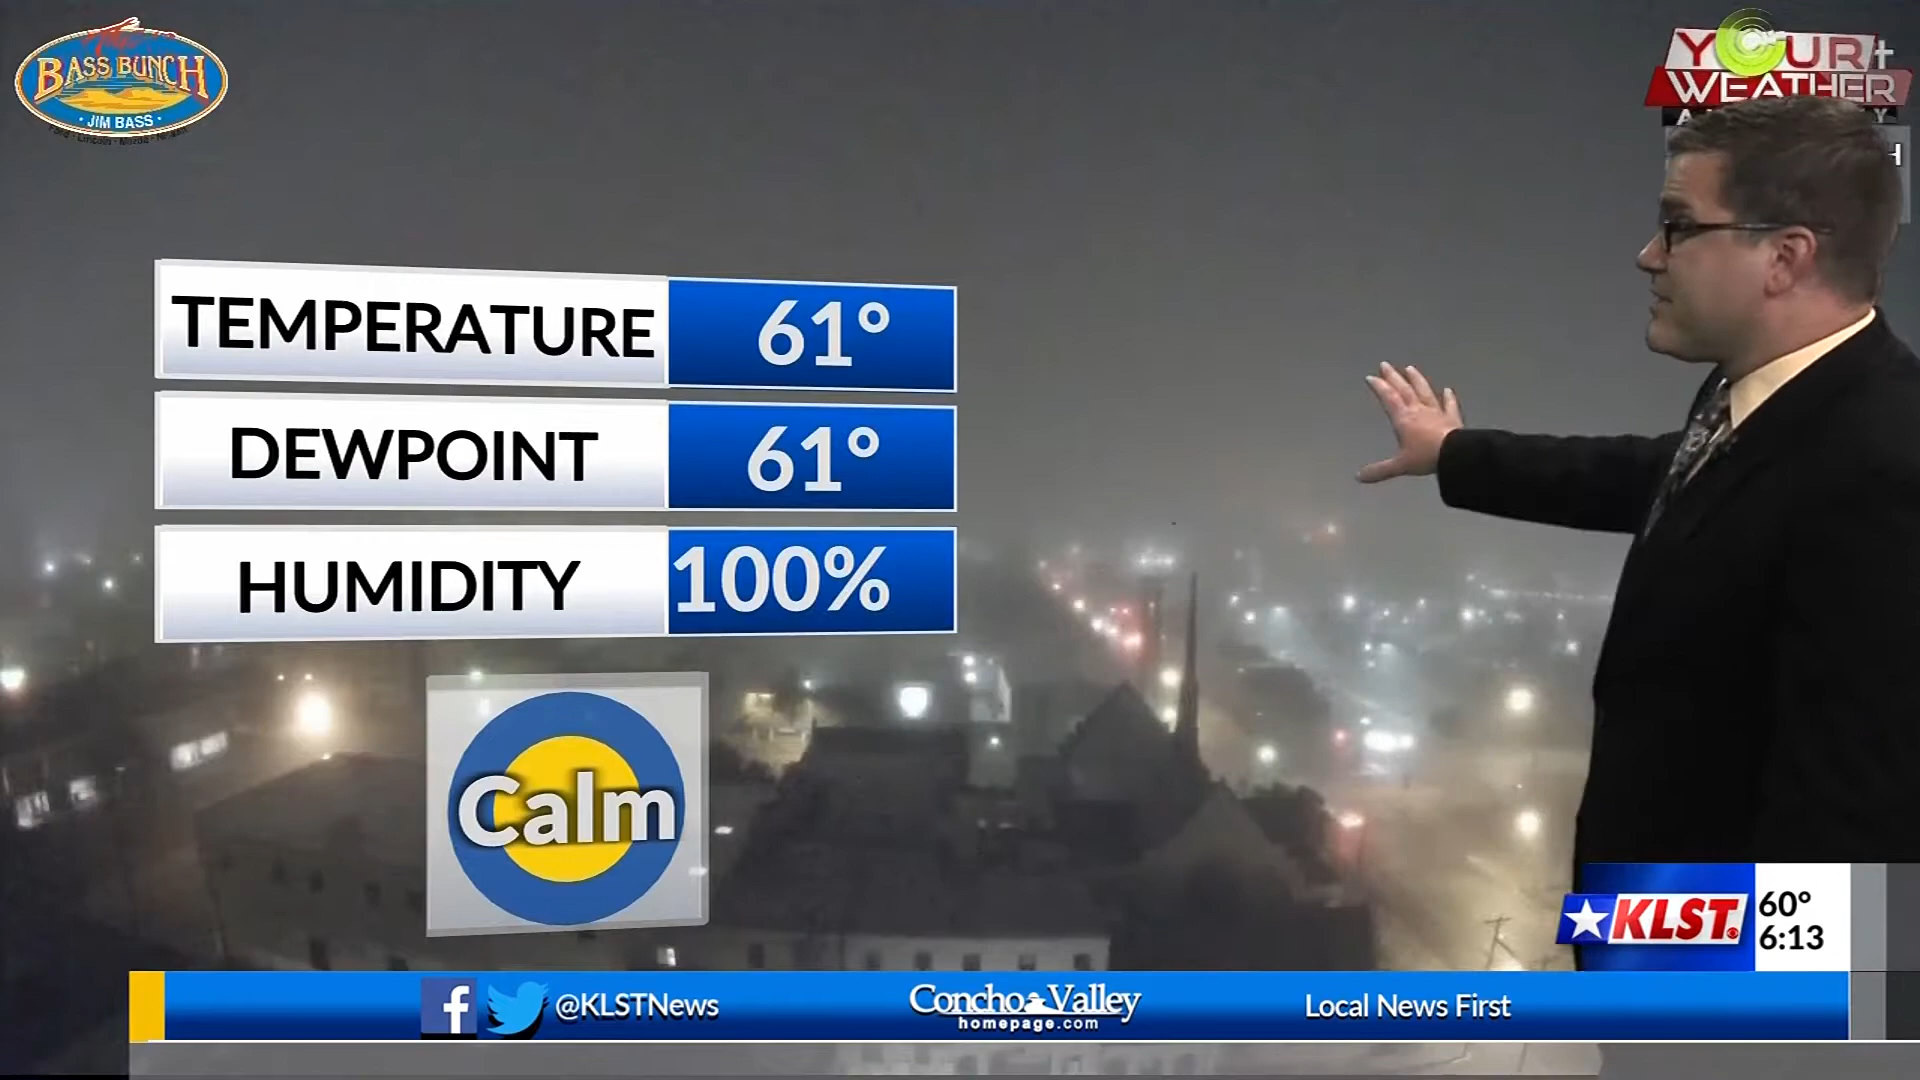 BASS BUNCH
• JIM BASS •
YOUR
WEATHER
TEMPERATURE 61°
DEWPOINT 61°
HUMIDITY 100%
Calm
KLST
60°
6:13
@KLSTNews
Concho Valley
homepage.com
Local News First